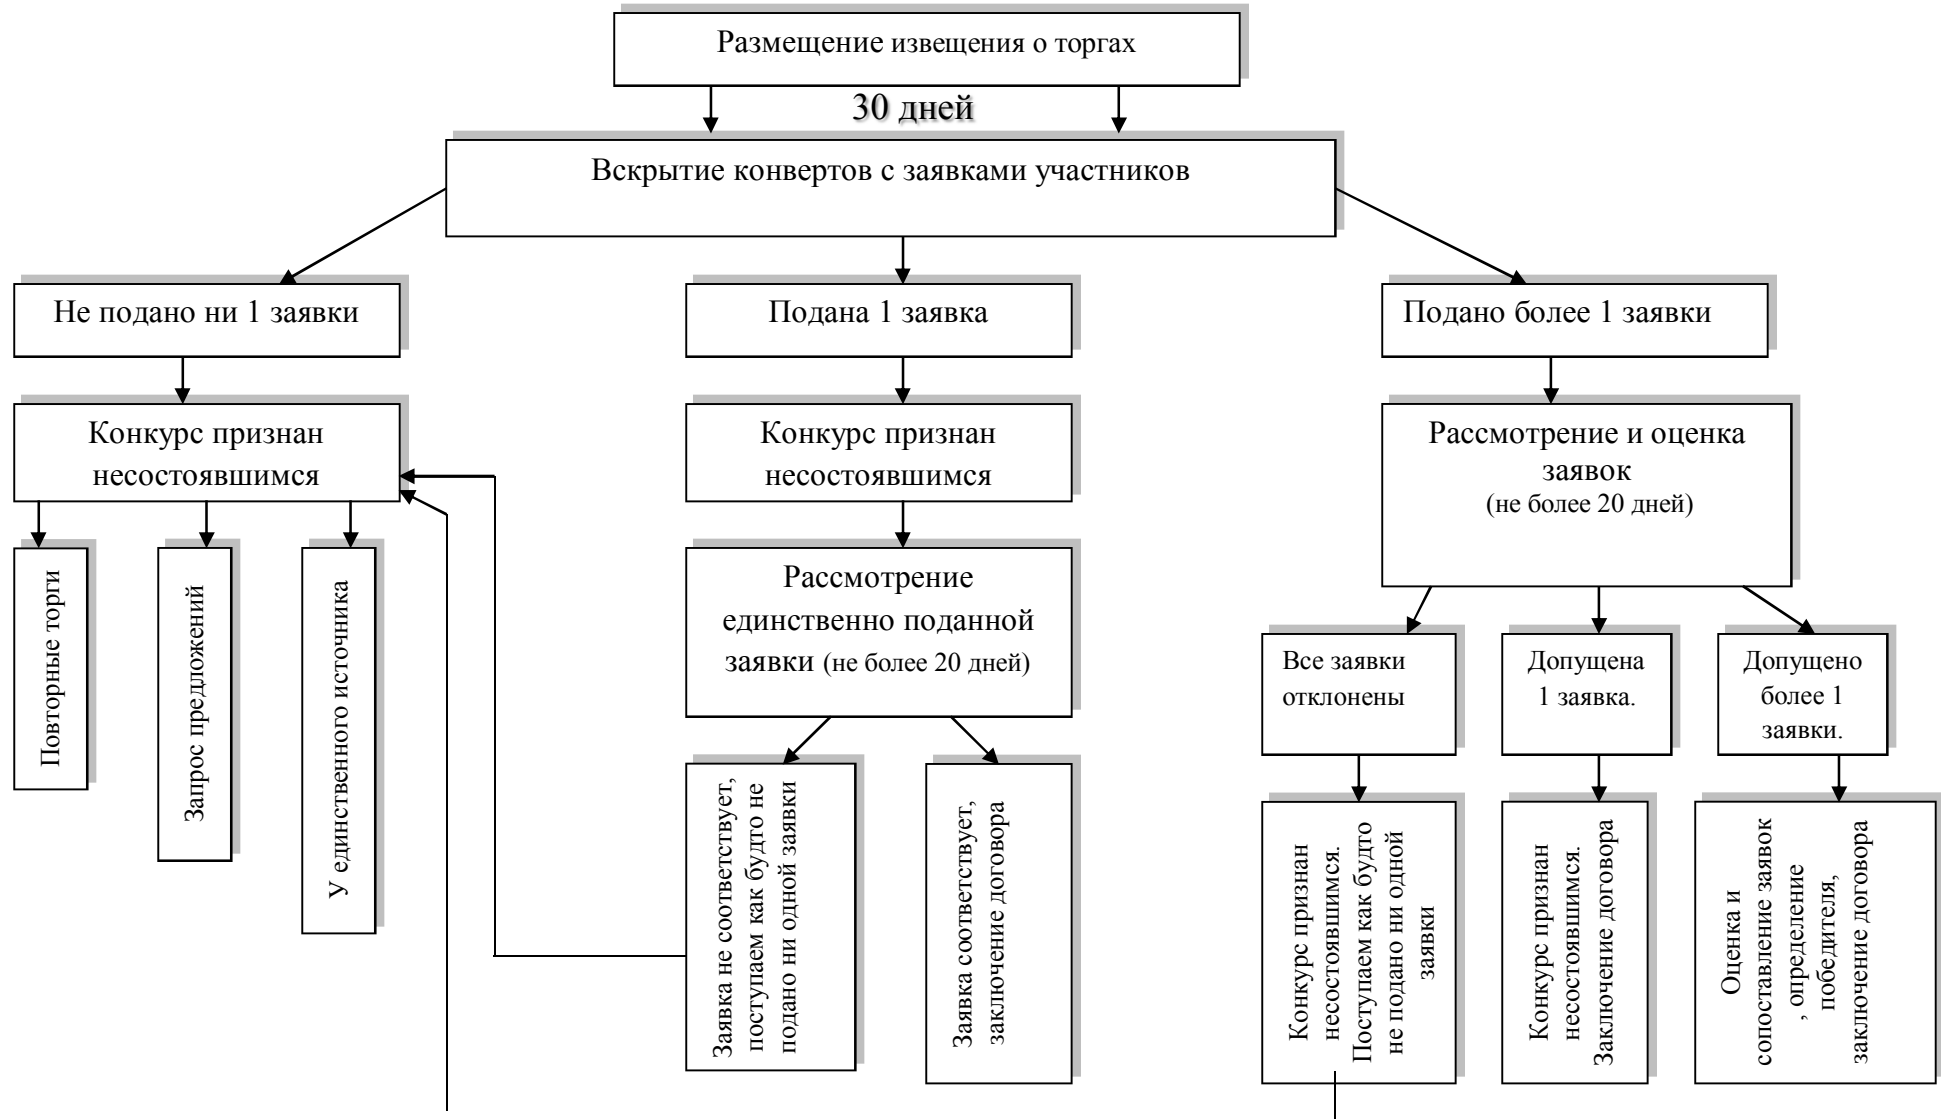 Размещение извещения о торгах
30 дней
Вскрытие конвертов с заявками участников
Не подано ни 1 заявки
Подана 1 заявка
Подано более 1 заявки
Конкурс признан
несостоявшимся
Конкурс признан
несостоявшимся
Рассмотрение и оценка
заявок
(не более 20 дней)
Повторные торги
Запрос предложений
У единственного источника
Рассмотрение
единственно поданной
заявки (не более 20 дней)
Все заявки
отклонены
Допущена
1 заявка.
Допущено
более 1
заявки.
Заявка не соответствует,
поступаем как будто не
подано ни одной заявки
Заявка соответствует,
заключение договора
Конкурс признан
несостоявшимся.
Поступаем как будто
не подано ни одной
заявки
Конкурс признан
несостоявшимся.
Заключение договора
Оценка и
сопоставление заявок
, определение
победителя,
заключение договора